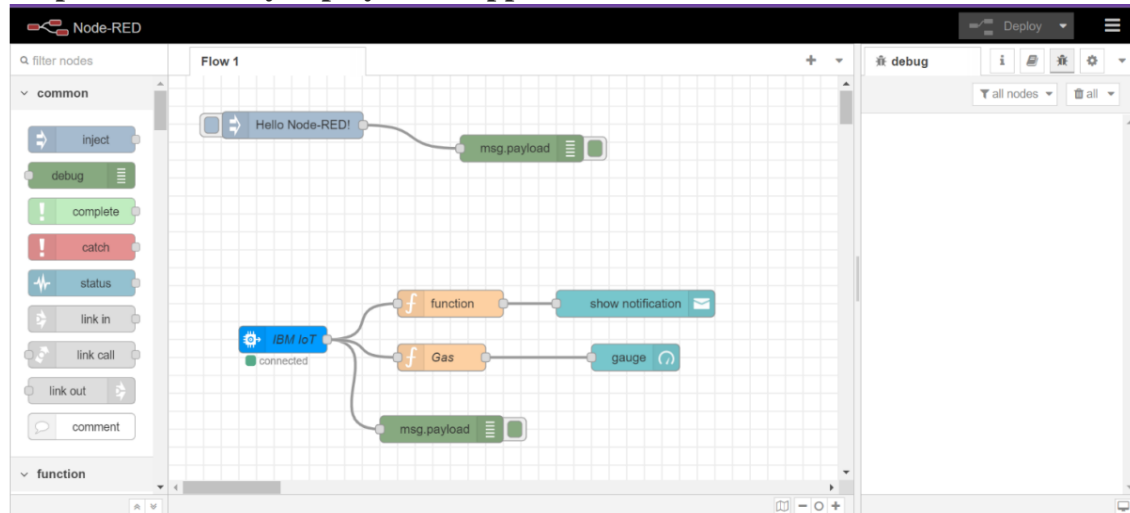 Node-RED
Deploy
filter nodes
Flow 1
debug
i
all nodes
all
common
inject
debug
complete
catch
status
link in
link call
link out
comment
function
Hello Node-RED!
msg.payload
function
show notification
IBM IoT
connected
f
Gas
gauge
msg.payload